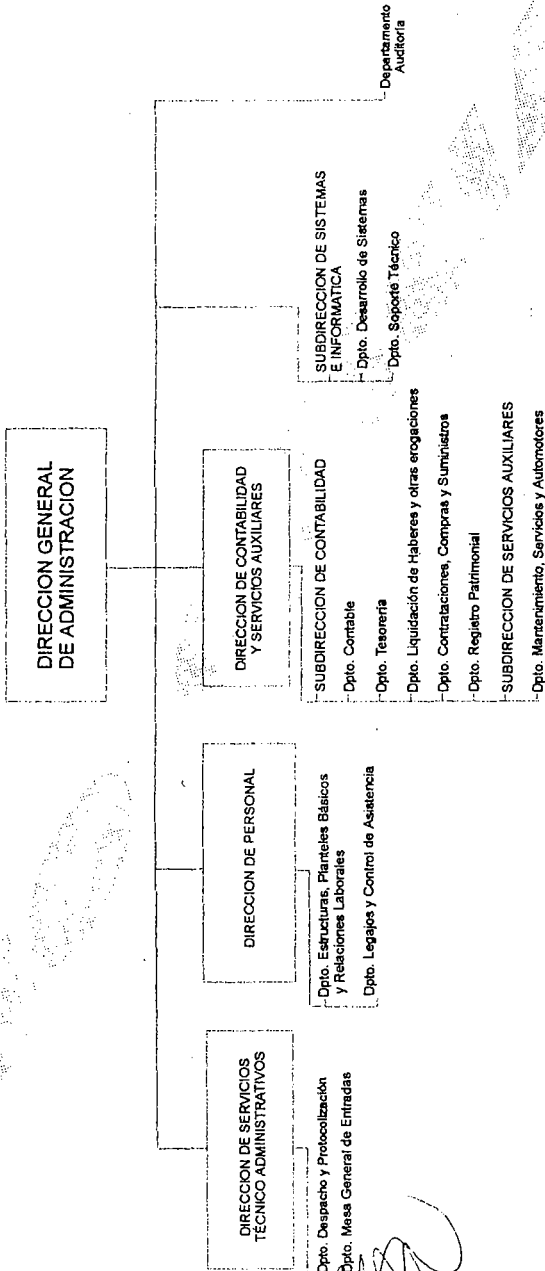 DIRECCION GENERAL
DE ADMINISTRACION
DIRECCION DE SERVICIOS
TÉCNICO ADMINISTRATIVOS
Dpto. Despacho y Protocolización
Dpto. Mesa General de Entradas
DIRECCION DE PERSONAL
Dpto. Estructuras, Planteles Básicos
y Relaciones Laborales
Dpto. Legajos y Control de Asistencia
DIRECCION DE CONTABILIDAD
Y SERVICIOS AUXILIARES
SUBDIRECCION DE CONTABILIDAD
Dpto. Contable
Dpto. Tesorería
Dpto. Liquidación de Haberes y otras erogaciones
Dpto. Contrataciones, Compras y Suministros
Dpto. Registro Patrimonial
SUBDIRECCION DE SERVICIOS AUXILIARES
Dpto. Mantenimiento, Servicios y Automotores
SUBDIRECCION DE SISTEMAS
E INFORMATICA
Dpto. Desarrollo de Sistemas
Dpto. Soporte Técnico
Departamento
Auditoría